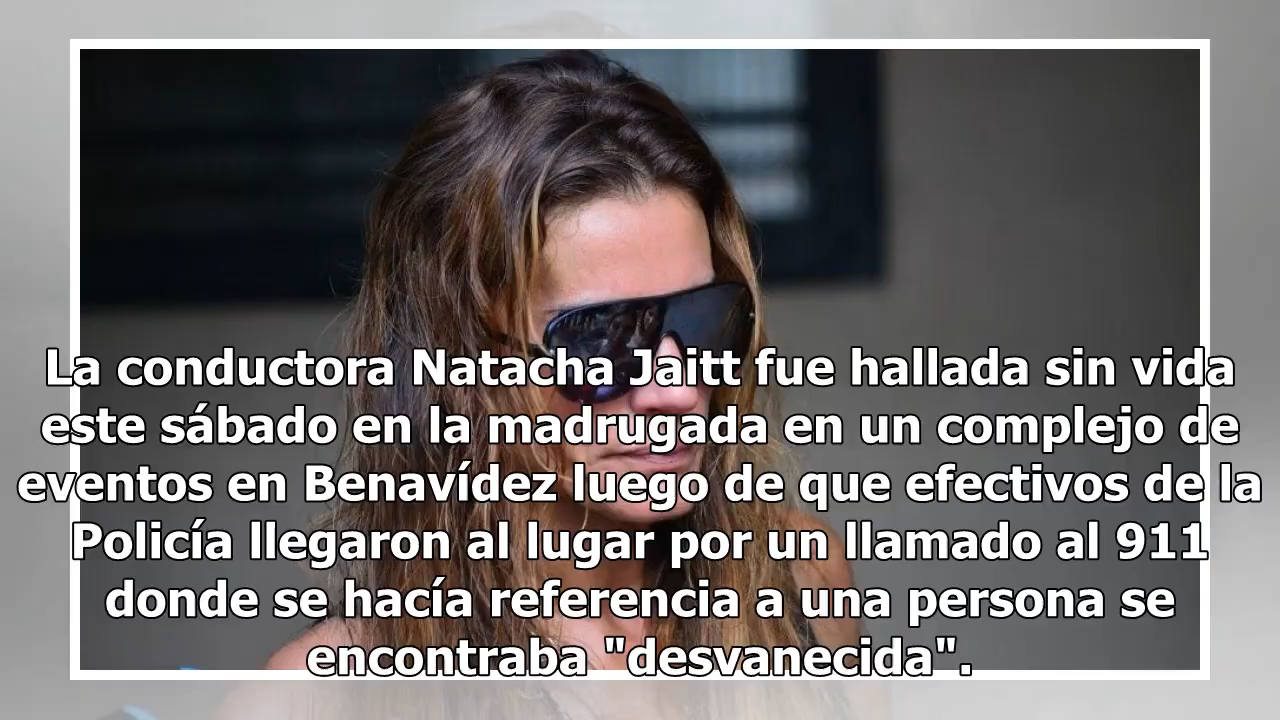 La conductora Natacha Jaitt fue hallada sin vida
este sábado en la madrugada en un complejo de
eventos en Benavídez luego de que efectivos de la
Policía llegaron al lugar por un llamado al 911
donde se hacía referencia a una persona se
encontraba "desvanecida".